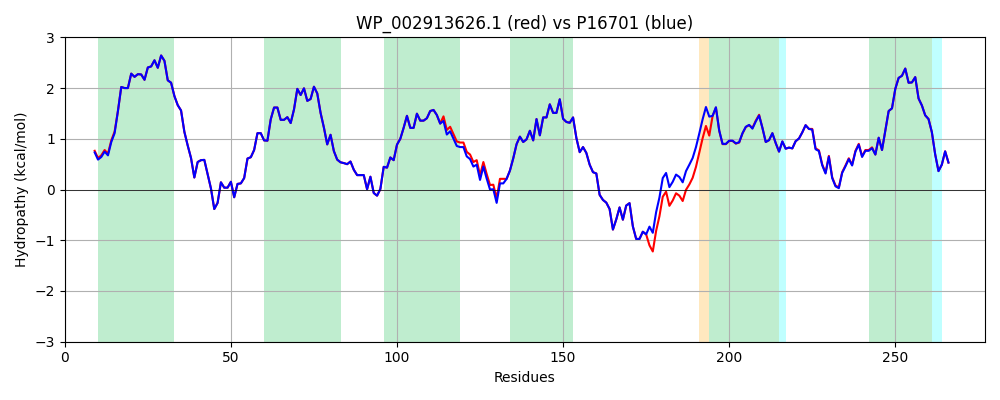 WP_002913626.1 (red) vs P16701 (blue)
3
2
1
0
−1
−2
−3
Hydropathy (kcal/mol)
0 50 100 150 200 250
Residues